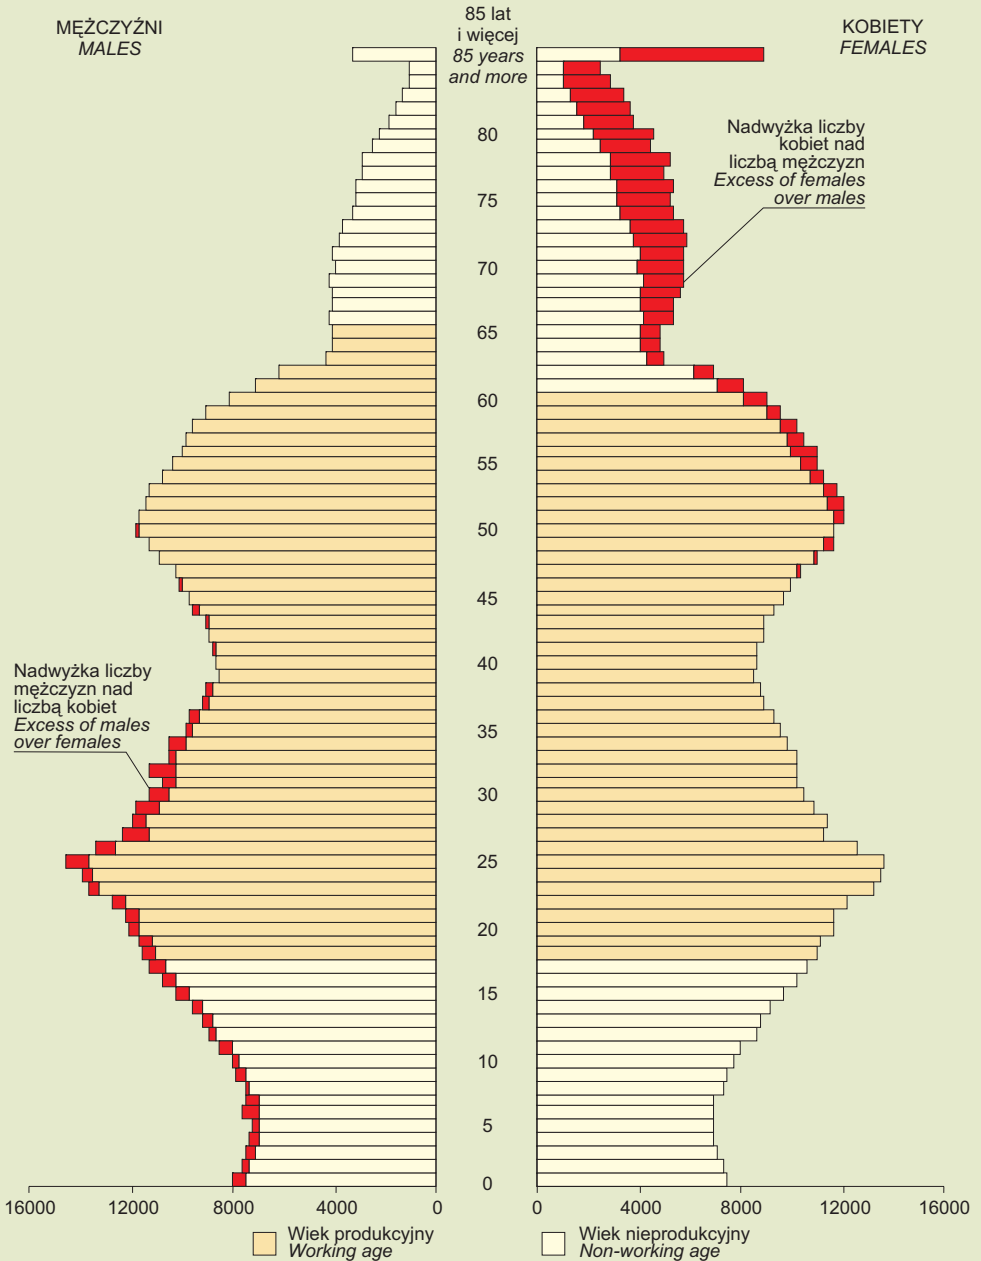 MĘŻCZYŹNI
MALES
85 lat
i więcej
85 years
and more
KOBIETY
FEMALES
Nadwyżka liczby
kobiet nad
liczbą mężczyzn
Excess of females
over males
Nadwyżka liczby
mężczyzn nad
liczbą kobiet
Excess of males
over females
80
75
70
65
60
55
50
45
40
35
30
25
20
15
10
5
0
16000 12000 8000 4000 0 0 4000 8000 12000 16000
Wiek produkcyjny
Working age
Wiek nieprodukcyjny
Non-working age